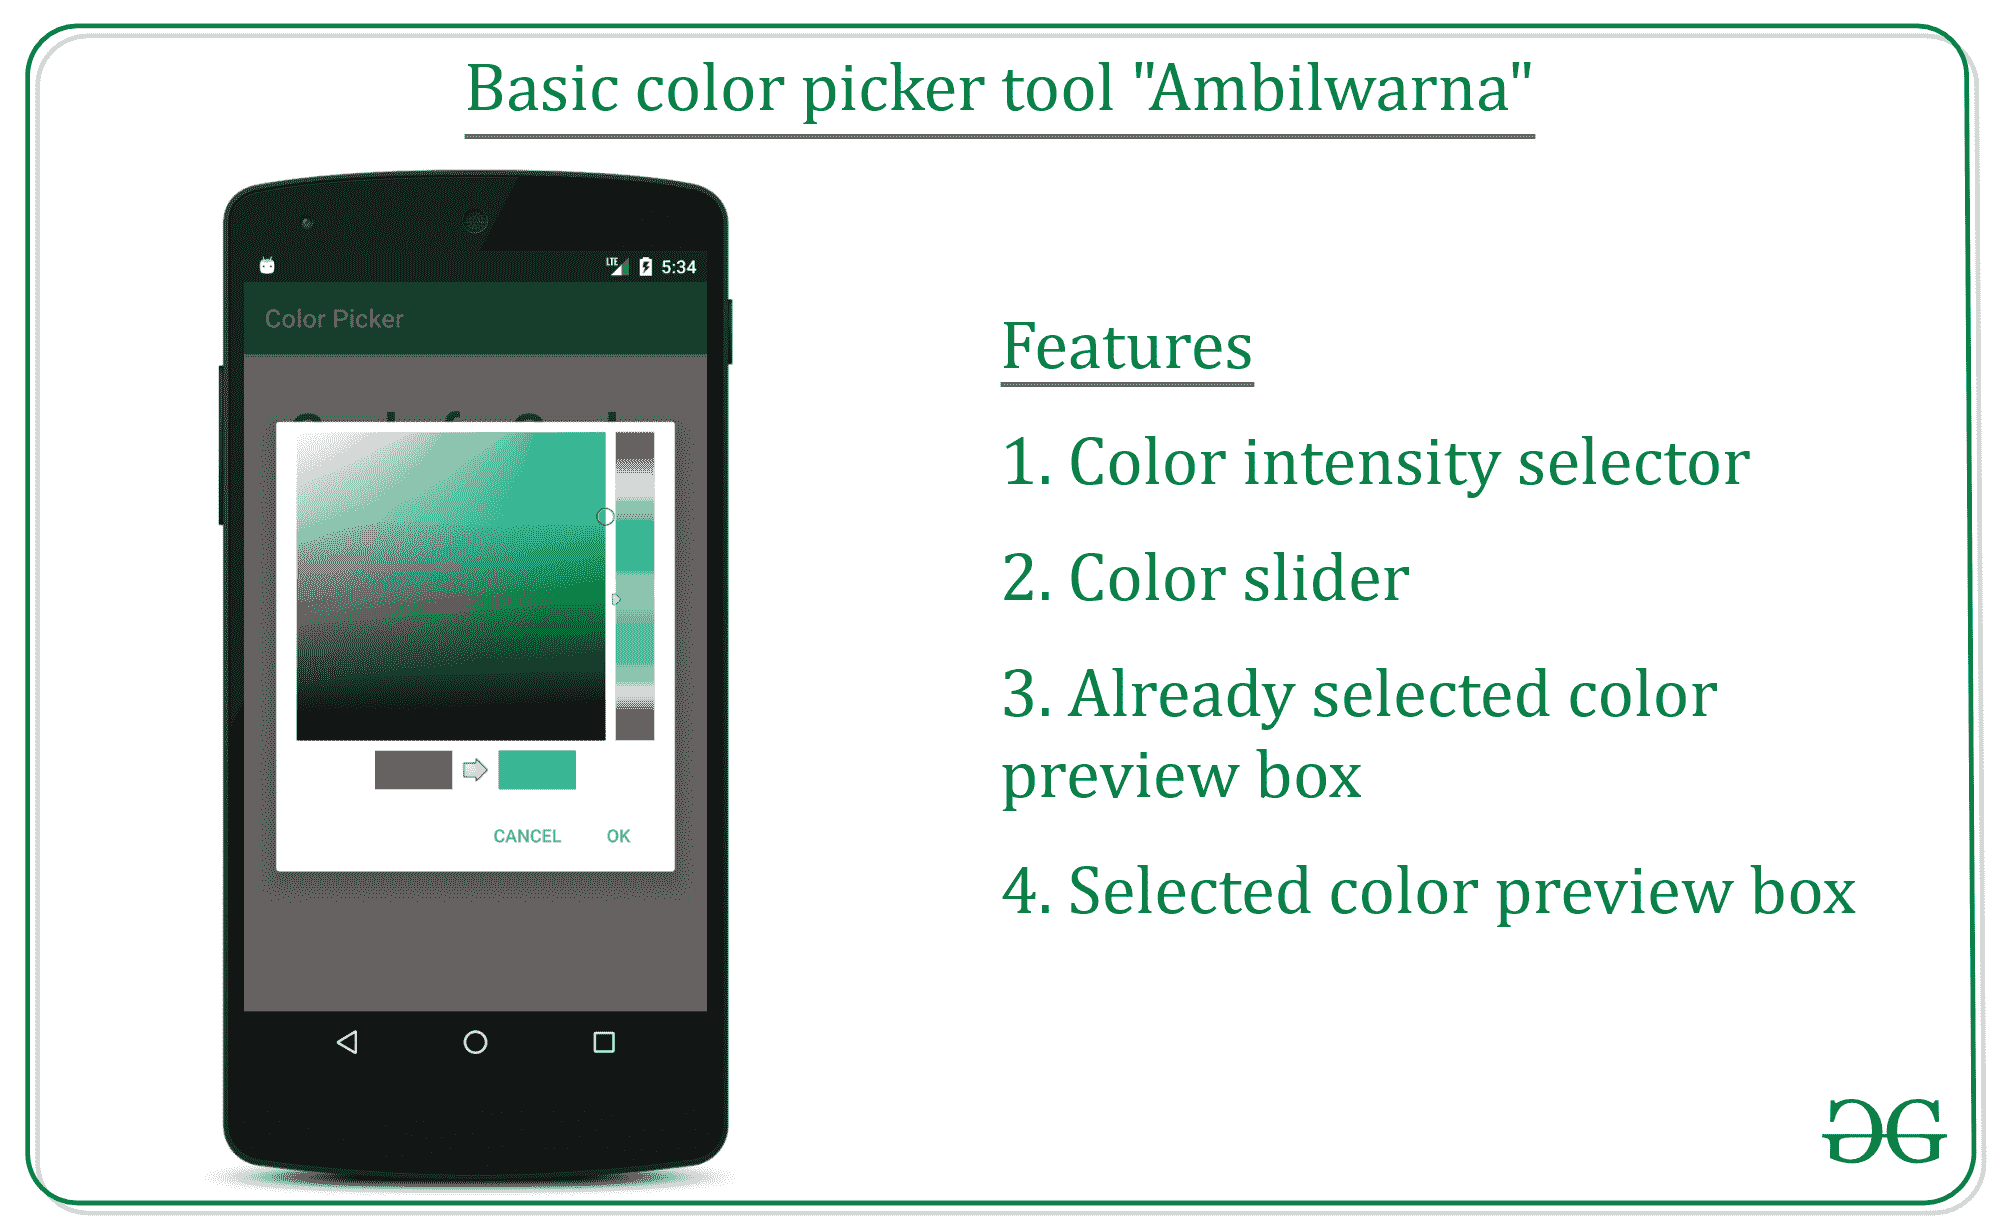 Basic color picker tool "Ambilwarna"
LTE 5:34
Color Picker
CANCEL OK
Features
1. Color intensity selector
2. Color slider
3. Already selected color
preview box
4. Selected color preview box